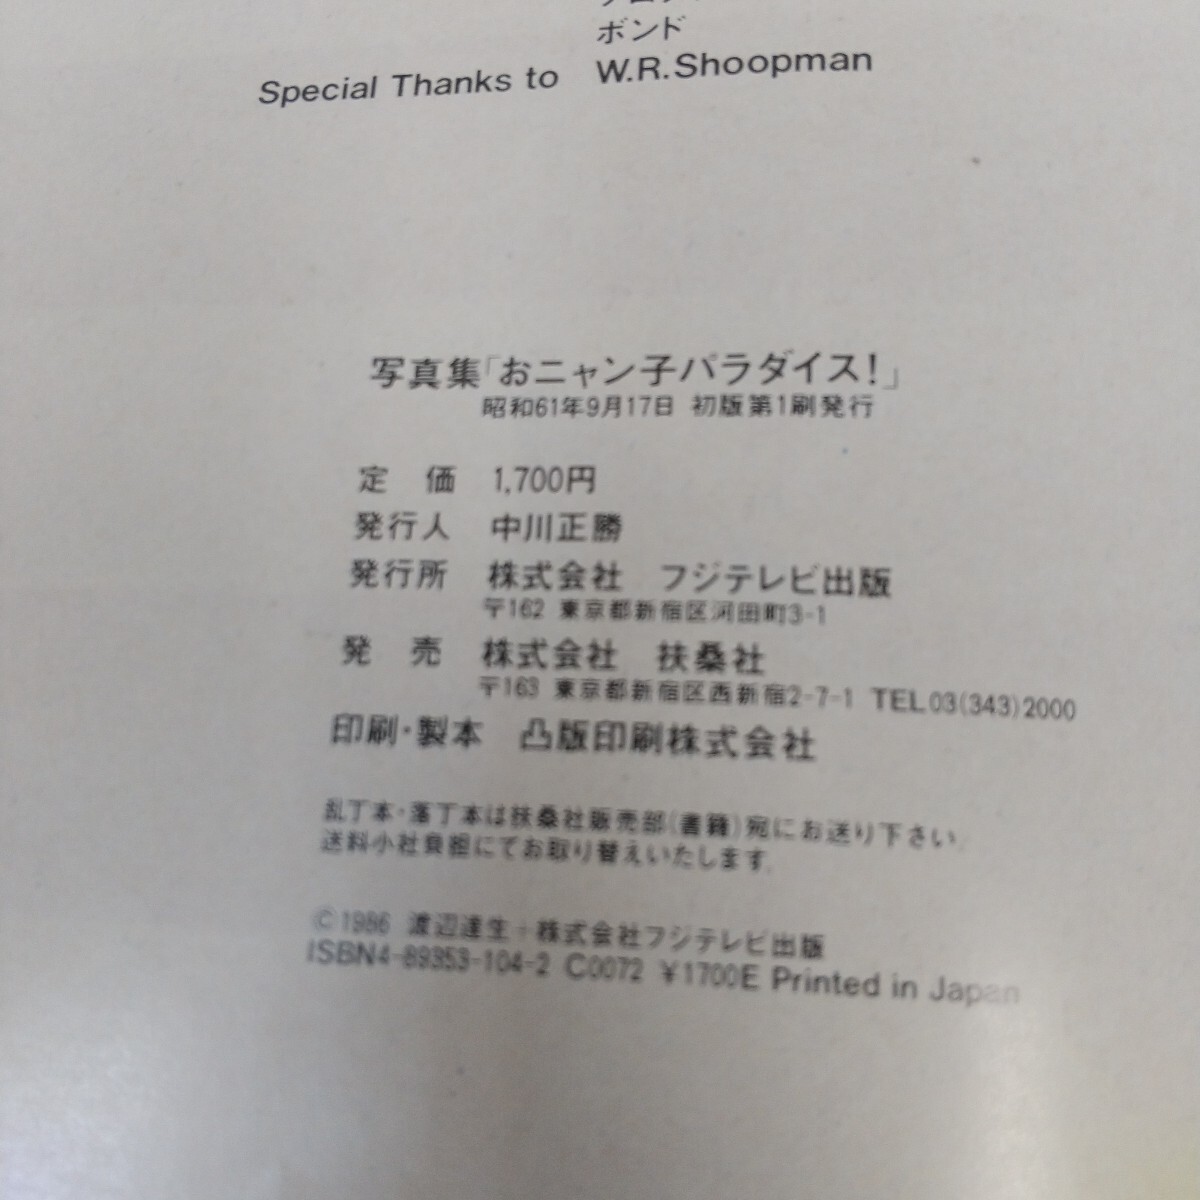 ボンド
Special Thanks to W.R.Shoopman
写真集「おニャン子パラダイス!」
昭和61年9月17日 初版第1刷発行
定 価 1,700円
発行人 中川正勝
発行所 株式会社 フジテレビ出版
〒162 東京都新宿区河田町3-1
発 売 株式会社 扶桑社
〒163 東京都新宿区西新宿2-7-1 TEL03(343)2000
印刷・製本 凸版印刷株式会社
乱丁本・落丁本は扶桑社販売部(書籍)宛にお送り下さい。
送料小社負担にてお取り替えいたします。
©1986 渡辺達生+株式会社フジテレビ出版
ISBN4-89353-104-2 C0072 ¥1700E Printed in Japan